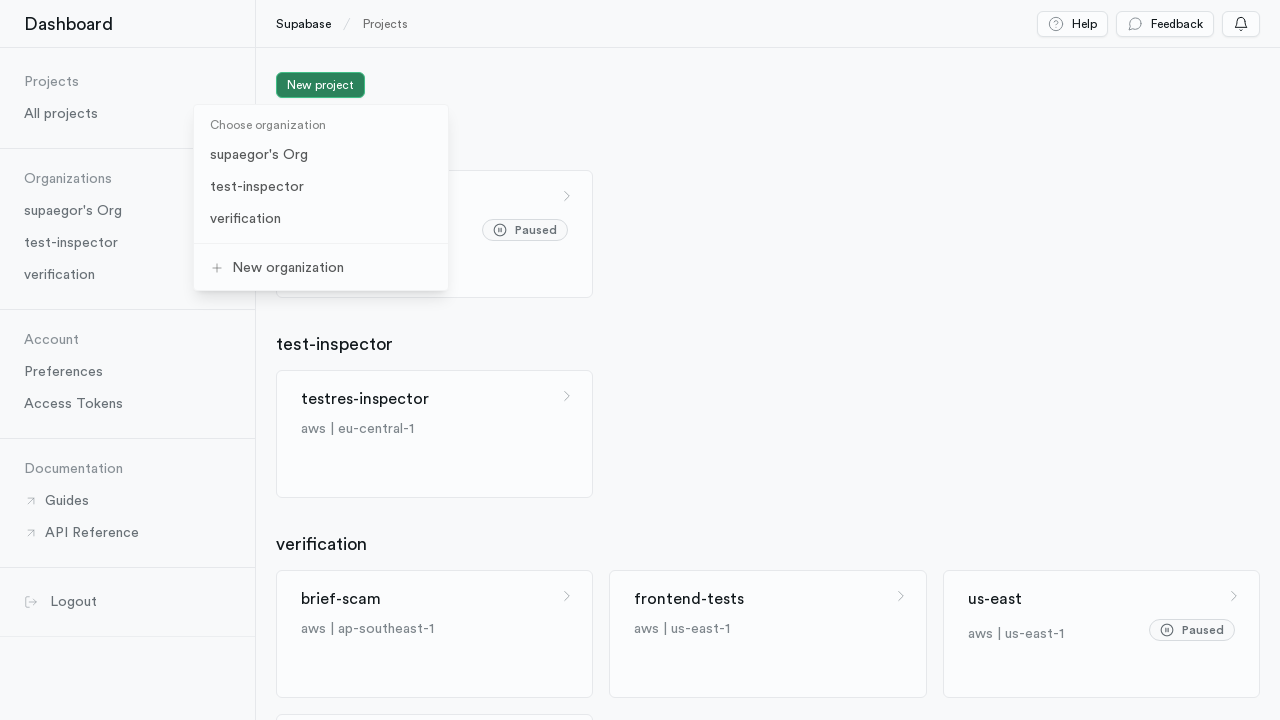 Dashboard
Supabase / Projects
Help
Feedback
Projects
All projects
Organizations
supaegor's Org
test-inspector
verification
Account
Preferences
Access Tokens
Documentation
Guides
API Reference
Logout
New project
Choose organization
supaegor's Org
test-inspector
verification
New organization
Paused
test-inspector
testres-inspector
aws | eu-central-1
verification
brief-scam
aws | ap-southeast-1
frontend-tests
aws | us-east-1
us-east
aws | us-east-1
Paused